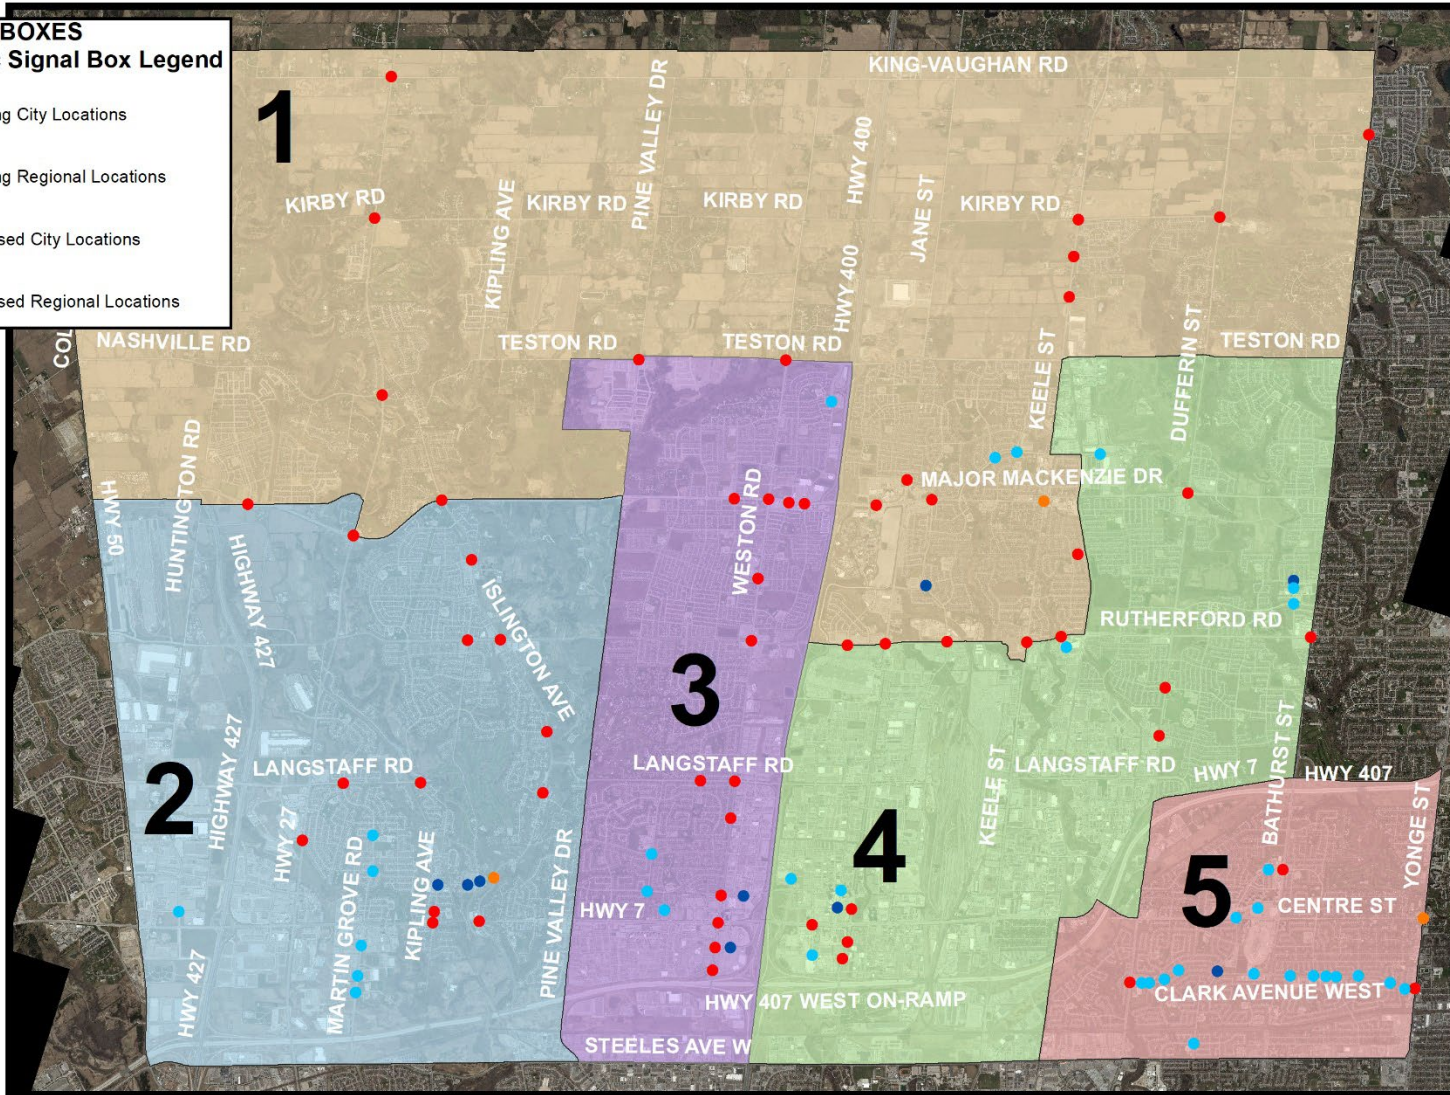 BOXES
Signal Box Legend
City Locations
Regional Locations
City Locations
Regional Locations
1
KING-VAUGHAN RD
PINE VALLEY DR
HWY 400
KIRBY RD
KIPLING AVE
KIRBY RD
KIRBY RD
JANE ST
KIRBY RD
HWY 400
NASHVILLE RD
TESTON RD
TESTON RD
KEELE ST
DUFFERIN ST
TESTON RD
HWY 50
HUNTINGTON RD
HIGHWAY 427
WESTON RD
MAJOR MACKENZIE DR
ISLINGTON AVE
RUTHERFORD RD
3
2
HIGHWAY 427
LANGSTAFF RD
LANGSTAFF RD
KEELE ST
LANGSTAFF RD
HWY 7
BATHURST ST
HWY 407
YONGE ST
HWY 27
MARTIN GROVE RD
KIPLING AVE
PINE VALLEY DR
4
5
HWY 7
CENTRE ST
HWY 427
HWY 407 WEST ON-RAMP
CLARK AVENUE WEST
STEELES AVE W